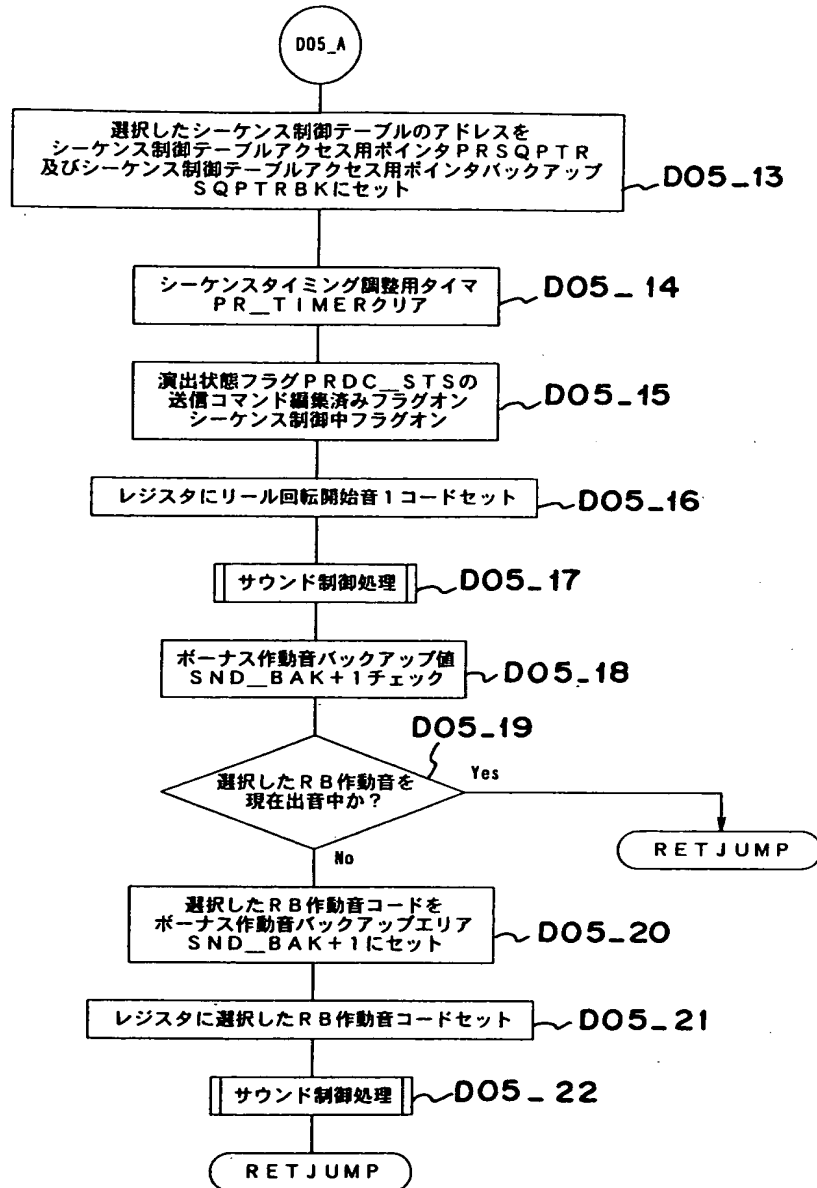 D05_A
選択したシーケンス制御テーブルのアドレスを
シーケンス制御テーブルアクセス用ポインタPRSQPTR
及びシーケンス制御テーブルアクセス用ポインタバックアップ
SQPTRBKにセット
D05_13
シーケンスタイミング調整用タイマ
PR__TIMERクリア
D05_14
演出状態フラグPRDC__STSの
送信コマンド編集済みフラグオン
シーケンス制御中フラグオン
D05_15
レジスタにリール回転開始音1コードセット
D05_16
サウンド制御処理
D05_17
ボーナス作動音バックアップ値
SND__BAK+1チェック
D05_18
D05_19
選択したRB作動音を
現在出音中か?
Yes
RETJUMP
No
選択したRB作動音コードを
ボーナス作動音バックアップエリア
SND__BAK+1にセット
D05_20
レジスタに選択したRB作動音コードセット
D05_21
サウンド制御処理
D05_22
RETJUMP